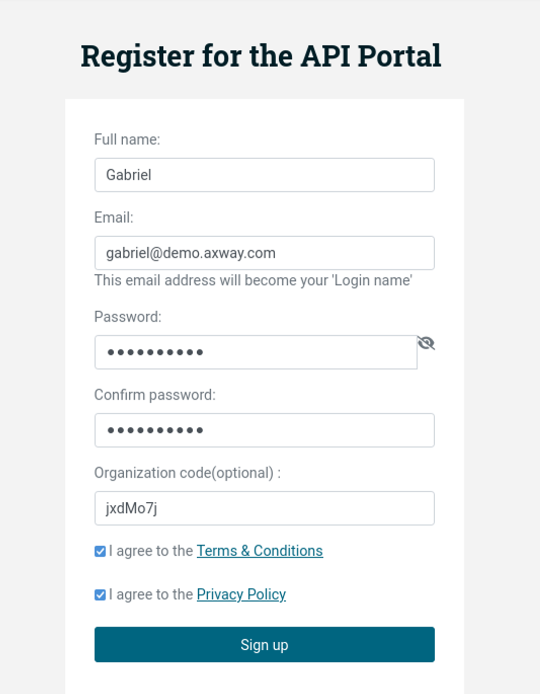 Register for the API Portal
Full name:
Gabriel
Email:
gabriel@demo.axway.com
This email address will become your 'Login name'
Password:
●●●●●●●●●●
Confirm password:
●●●●●●●●●●
Organization code(optional) :
jxdMo7j
I agree to the Terms & Conditions
I agree to the Privacy Policy
Sign up